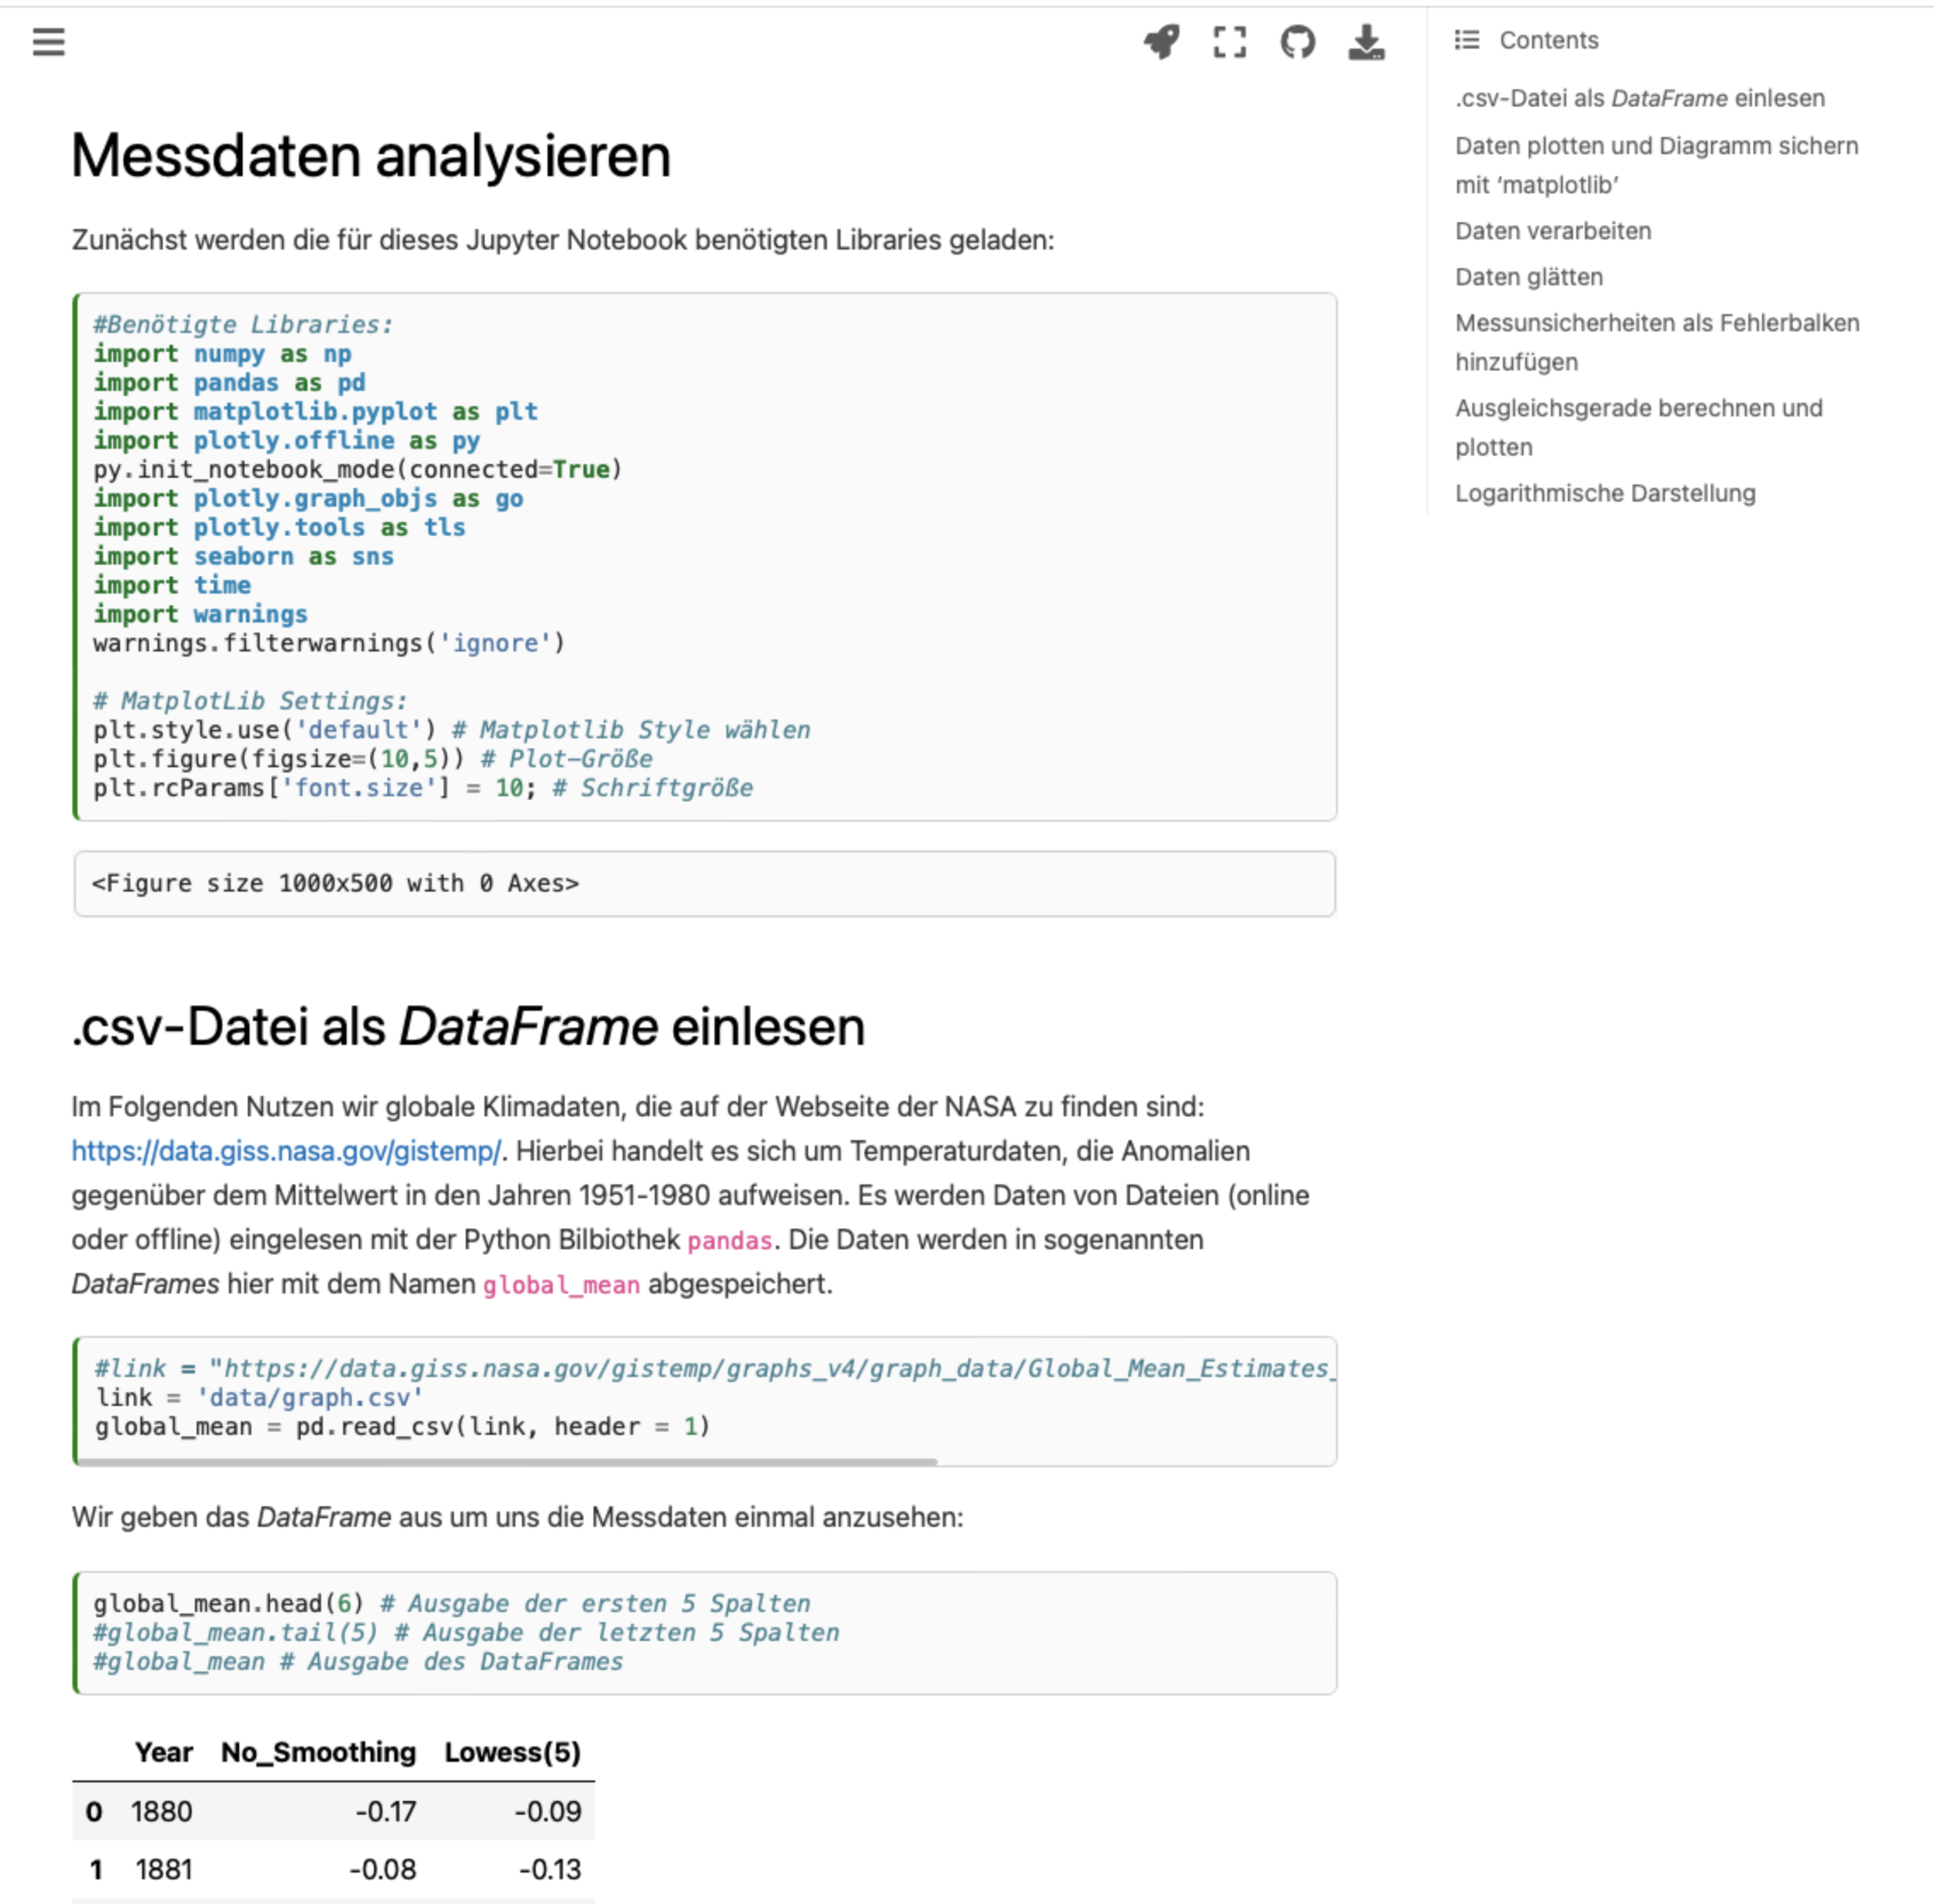 Messdaten analysieren
Zunächst werden die für dieses Jupyter Notebook benötigten Libraries geladen:
#Benötigte Libraries:
import numpy as np
import pandas as pd
import matplotlib.pyplot as plt
import plotly.offline as py
py.init_notebook_mode(connected=True)
import plotly.graph_objs as go
import plotly.tools as tls
import seaborn as sns
import time
import warnings
warnings.filterwarnings('ignore')
# MatplotLib Settings:
plt.style.use('default') # Matplotlib Style wählen
plt.figure(figsize=(10,5)) # Plot-Größe
plt.rcParams['font.size'] = 10; # Schriftgröße
<Figure size 1000x500 with 0 Axes>
.csv-Datei als DataFrame einlesen
Im Folgenden Nutzen wir globale Klimadaten, die auf der Webseite der NASA zu finden sind:
https://data.giss.nasa.gov/gistemp/. Hierbei handelt es sich um Temperaturdaten, die Anomalien
gegenüber dem Mittelwert in den Jahren 1951-1980 aufweisen. Es werden Daten von Dateien (online
oder offline) eingelesen mit der Python Bilbiothek pandas. Die Daten werden in sogenannten
DataFrames hier mit dem Namen global_mean abgespeichert.
#link = "https://data.giss.nasa.gov/gistemp/graphs_v4/graph_data/Global_Mean_Estimates_
link = 'data/graph.csv'
global_mean = pd.read_csv(link, header = 1)
Wir geben das DataFrame aus um uns die Messdaten einmal anzusehen:
global_mean.head(6) # Ausgabe der ersten 5 Spalten
#global_mean.tail(5) # Ausgabe der letzten 5 Spalten
#global_mean # Ausgabe des DataFrames
Year No_Smoothing Lowess(5)
0 1880 -0.17 -0.09
1 1881 -0.08 -0.13
Contents
.csv-Datei als DataFrame einlesen
Daten plotten und Diagramm sichern
mit ‘matplotlib’
Daten verarbeiten
Daten glätten
Messunsicherheiten als Fehlerbalken
hinzufügen
Ausgleichsgerade berechnen und
plotten
Logarithmische Darstellung